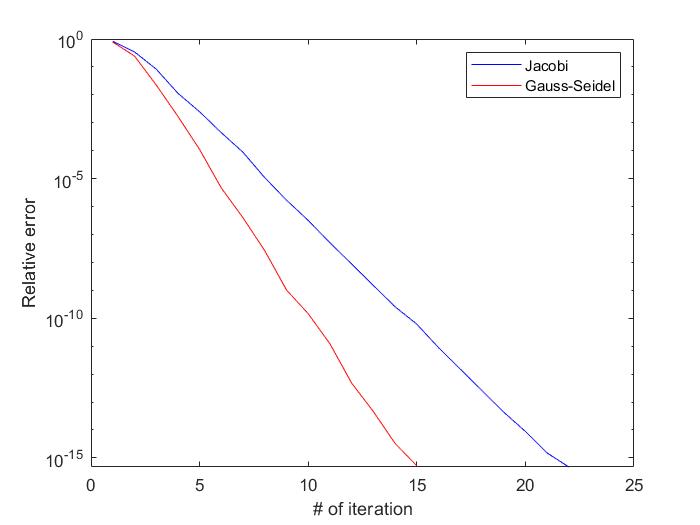 Jacobi
Gauss-Seidel
10^0
10^-5
10^-10
10^-15
Relative error
0 5 10 15 20 25
# of iteration